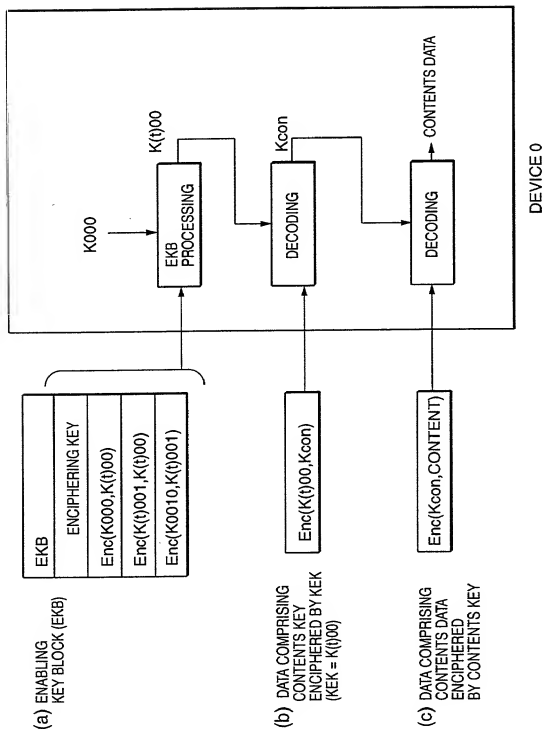 (a) ENABLING
KEY BLOCK (EKB)
EKB
ENCIPHERING KEY
Enc(K000,K(t)00)
Enc(K(t)001,K(t)00)
Enc(K0010,K(t)001)
K000
EKB
PROCESSING
K(t)00
(b) DATA COMPRISING
CONTENTS KEY
ENCIPHERED BY KEK
(KEK = K(t)00)
Enc(K(t)00,Kcon)
DECODING
Kcon
(c) DATA COMPRISING
CONTENTS DATA
ENCIPHERED
BY CONTENTS KEY
Enc(Kcon,CONTENT)
DECODING
CONTENTS DATA
DEVICE 0